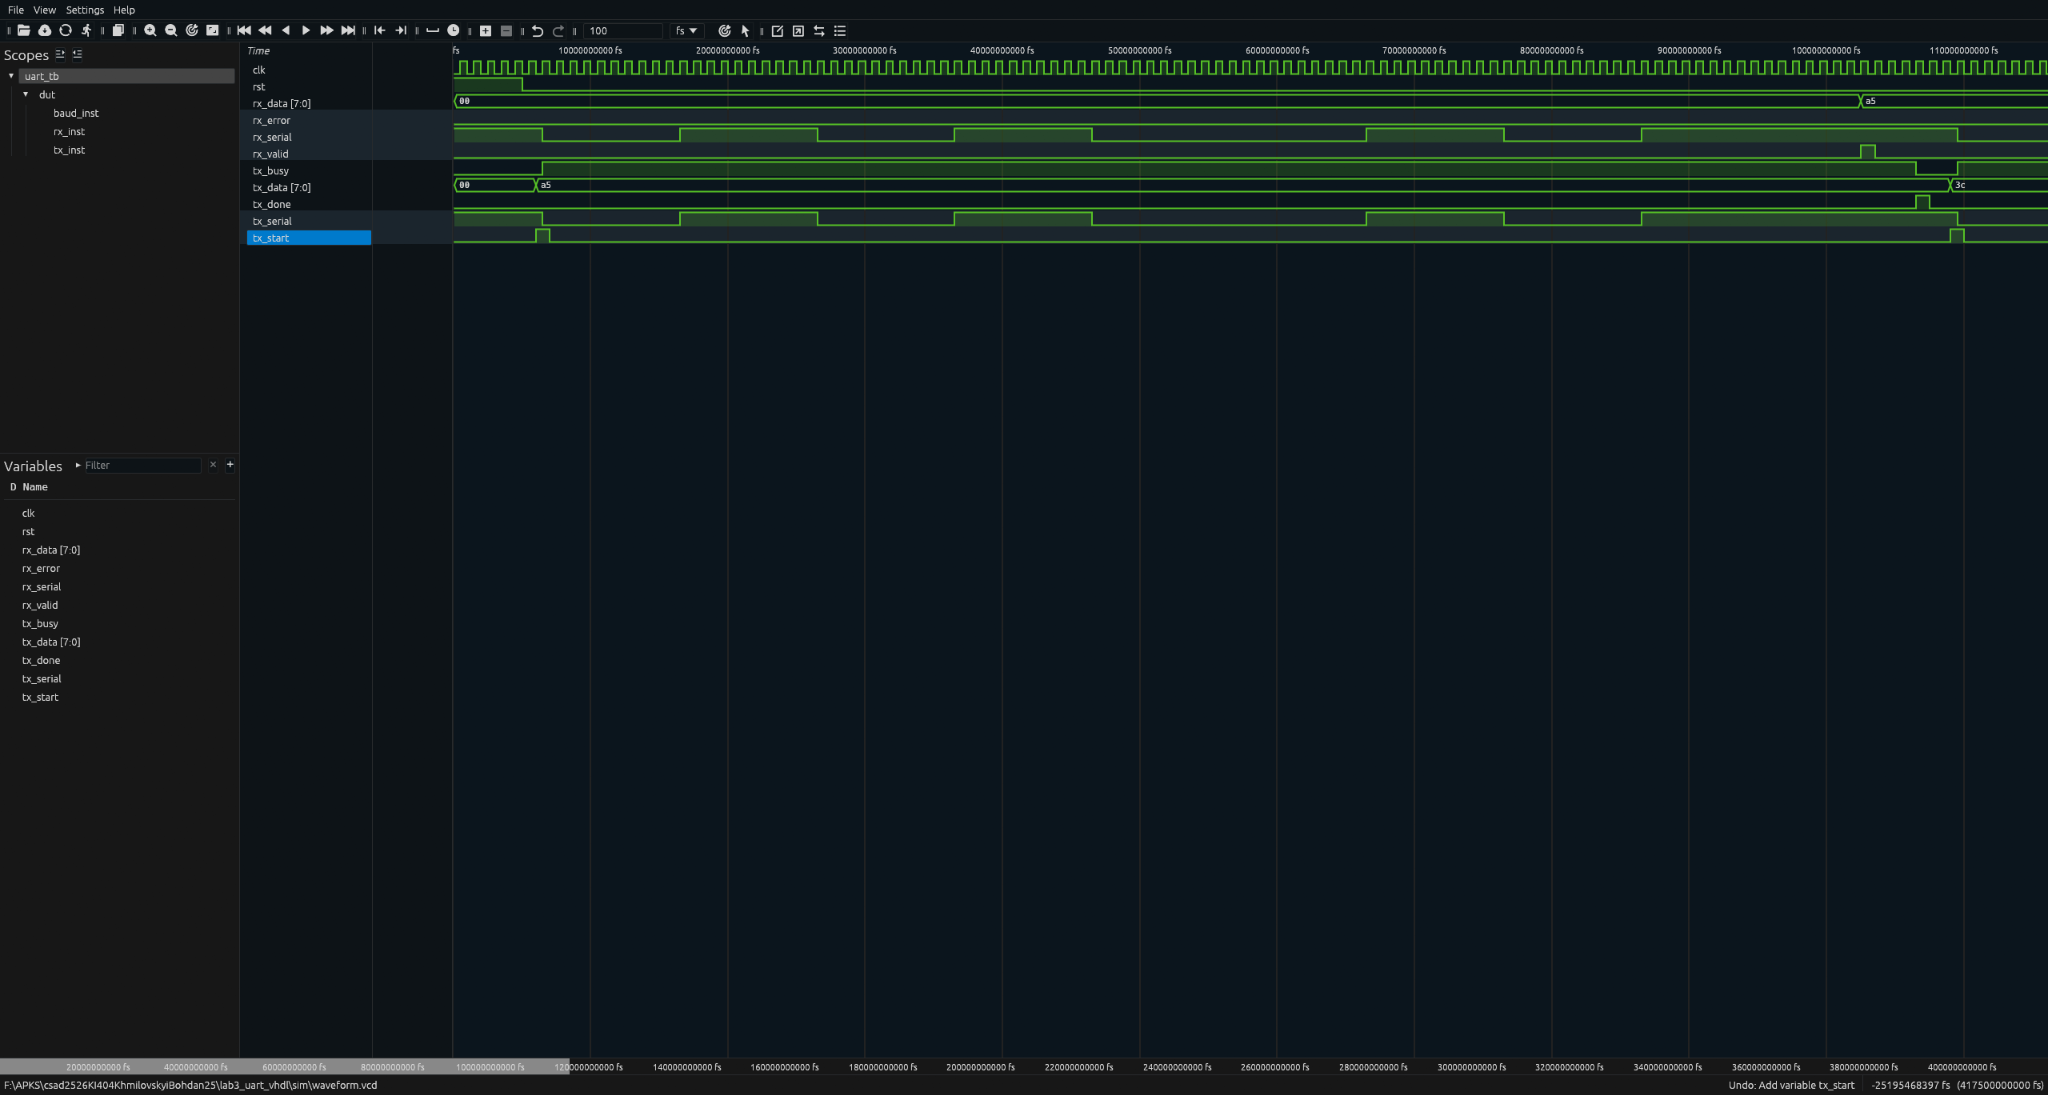 File View Settings Help
100 fs
Scopes
uart_tb
dut
baud_inst
rx_inst
tx_inst
Time
clk
rst
rx_data [7:0]
rx_error
rx_serial
rx_valid
tx_busy
tx_data [7:0]
tx_done
tx_serial
tx_start
fs 10000000000 fs 20000000000 fs 30000000000 fs 40000000000 fs 50000000000 fs 60000000000 fs 70000000000 fs 80000000000 fs 90000000000 fs 100000000000 fs 110000000000 fs
00 a5
00 a5 3c
Variables Filter
D Name
clk
rst
rx_data [7:0]
rx_error
rx_serial
rx_valid
tx_busy
tx_data [7:0]
tx_done
tx_serial
tx_start
20000000000 fs 40000000000 fs 60000000000 fs 80000000000 fs 100000000000 fs 120000000000 fs 140000000000 fs 160000000000 fs 180000000000 fs 200000000000 fs 220000000000 fs 240000000000 fs 260000000000 fs 280000000000 fs 300000000000 fs 320000000000 fs 340000000000 fs 360000000000 fs 380000000000 fs 400000000000 fs
F:\APKS\csad2526KI404KhmilovskyiBohdan25\lab3_uart_vhdl\sim\waveform.vcd
Undo: Add variable tx_start -25195468397 fs (417500000000 fs)